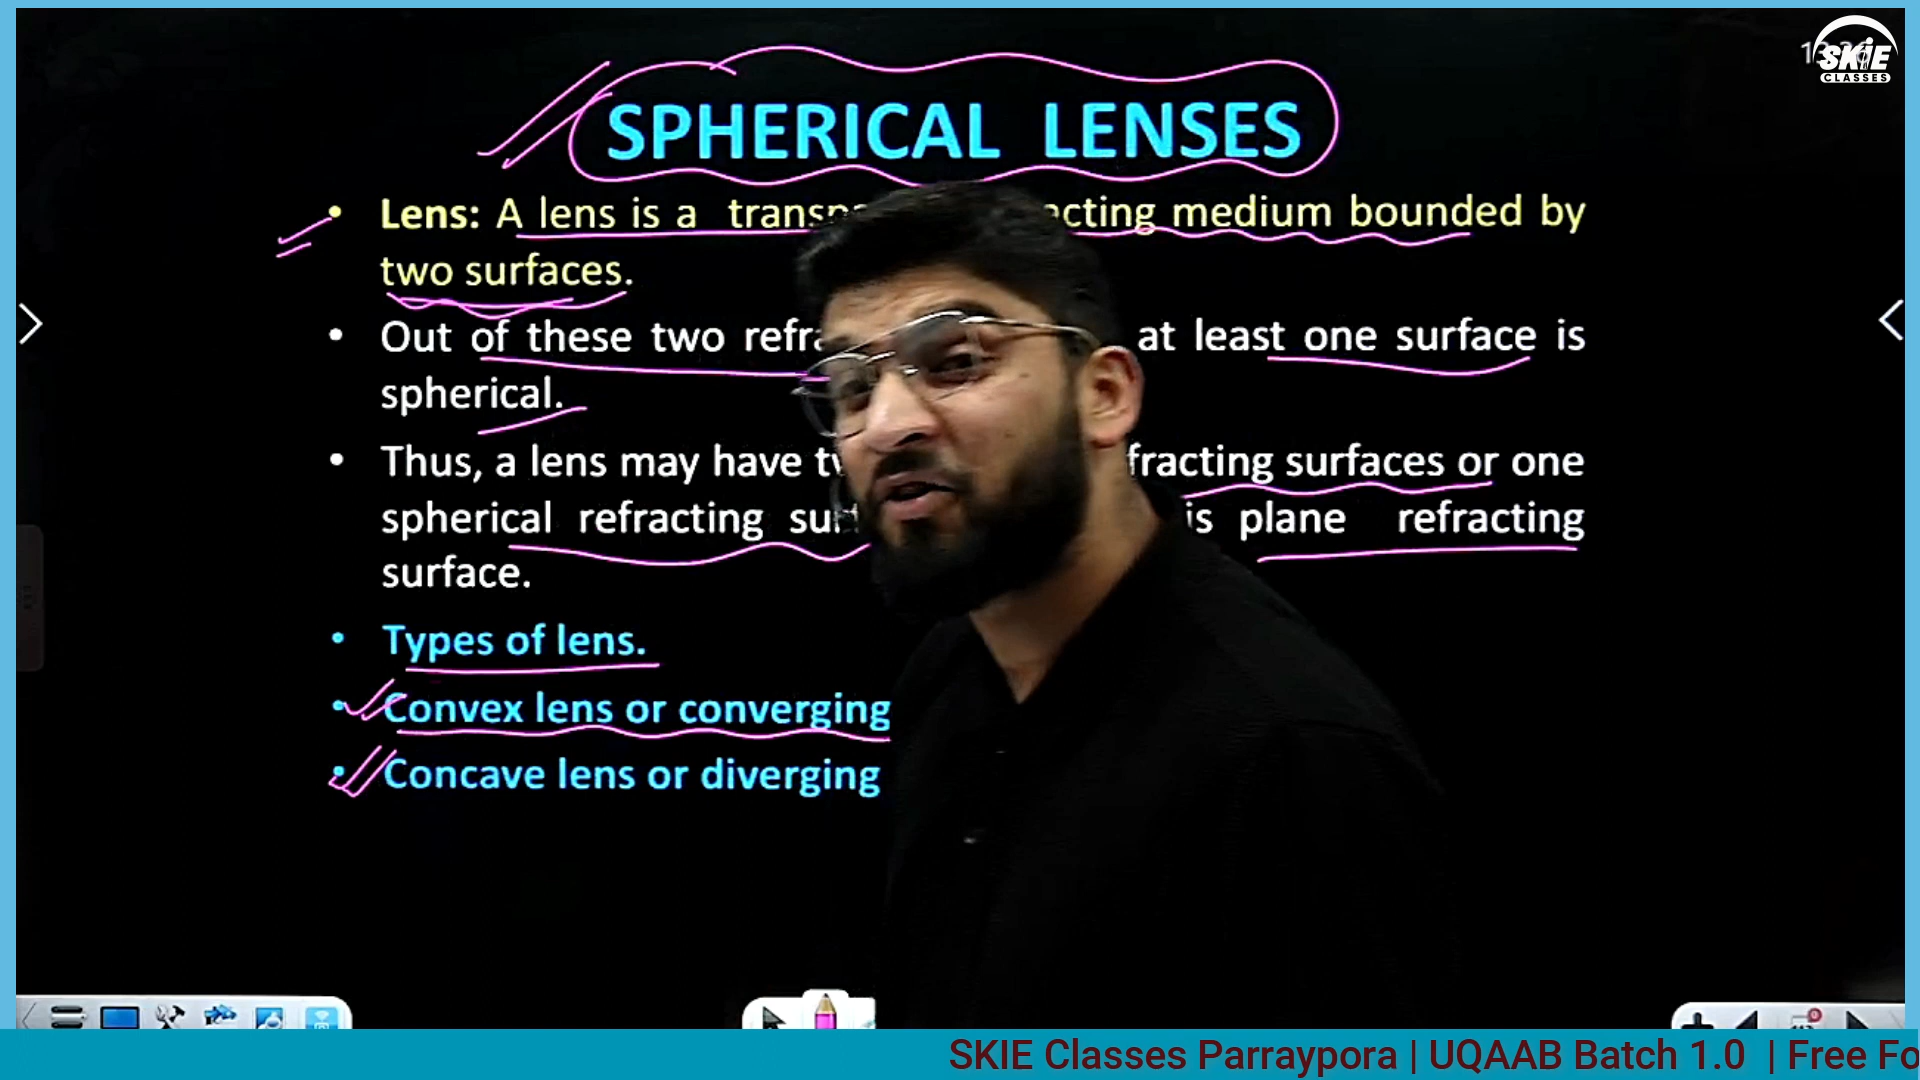 SKIE
CLASSES
SPHERICAL LENSES
• Lens: A lens is a medium bounded by
two surfaces.
• Out of these two at least one surface is
spherical.
• Thus, a lens may have surfaces or one
spherical refracting is plane refracting
surface.
• Types of lens.
• Convex lens or converging
• Concave lens or diverging
SKIE Classes Parraypora | UQAAB Batch 1.0 | Free